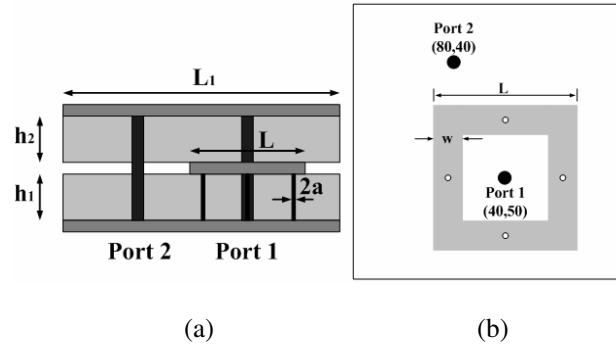 L1
h2
L
h1
2a
Port 2
Port 1
(a)
Port 2
(80,40)
L
w
Port 1
(40,50)
(b)